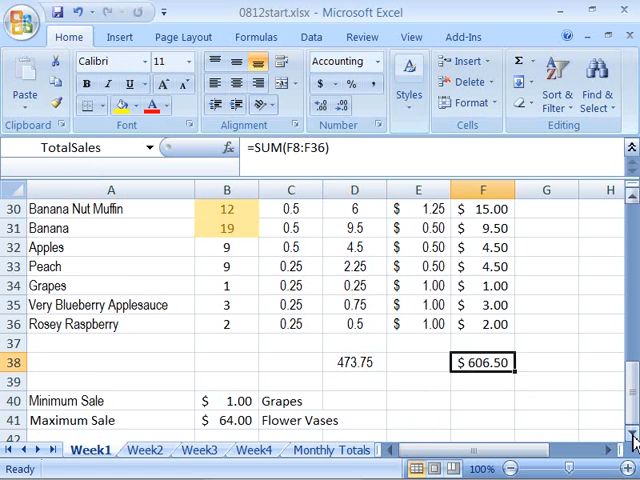 0812start.xlsx - Microsoft Excel
Home Insert Page Layout Formulas Data Review View Add-Ins
Paste
Clipboard
Calibri 11
B I U A A
A
Font
Alignment
Accounting
$ % ,
Number
A
Styles
Insert
Delete
Format
Cells
Σ
Sort & Filter
Find & Select
Editing
TotalSales fx =SUM(F8:F36)
A B C D E F G H
30 Banana Nut Muffin 12 0.5 6 $ 1.25 $ 15.00
31 Banana 19 0.5 9.5 $ 0.50 $ 9.50
32 Apples 9 0.5 4.5 $ 0.50 $ 4.50
33 Peach 9 0.25 2.25 $ 0.50 $ 4.50
34 Grapes 1 0.25 0.25 $ 1.00 $ 1.00
35 Very Blueberry Applesauce 3 0.25 0.75 $ 1.00 $ 3.00
36 Rosey Raspberry 2 0.25 0.5 $ 1.00 $ 2.00
37
38 473.75 $ 606.50
39
40 Minimum Sale $ 1.00 Grapes
41 Maximum Sale $ 64.00 Flower Vases
42
Week1 Week2 Week3 Week4 Monthly Totals
Ready 100%